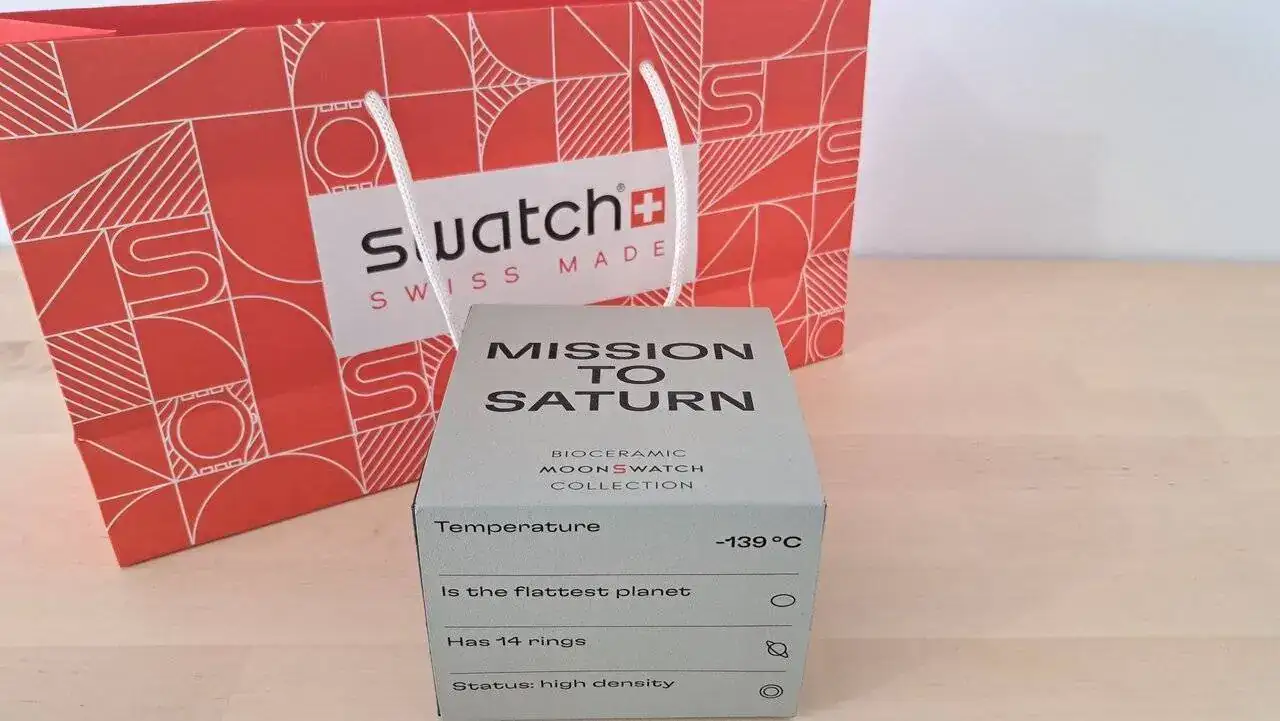 swatch®
SWISS MADE
MISSION
TO
SATURN
BIOCERAMIC
MOONSWATCH
COLLECTION
Temperature
-139 °C
Is the flattest planet
Has 14 rings
Status: high density